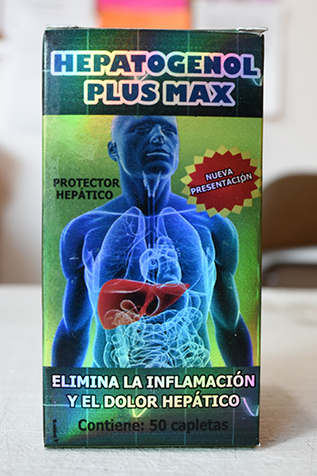 HEPATOGENOL
PLUS MAX
NUEVA
PRESENTACIÓN
PROTECTOR
HEPÁTICO
ELIMINA LA INFLAMACIÓN
Y EL DOLOR HEPÁTICO
Contiene: 50 capletas